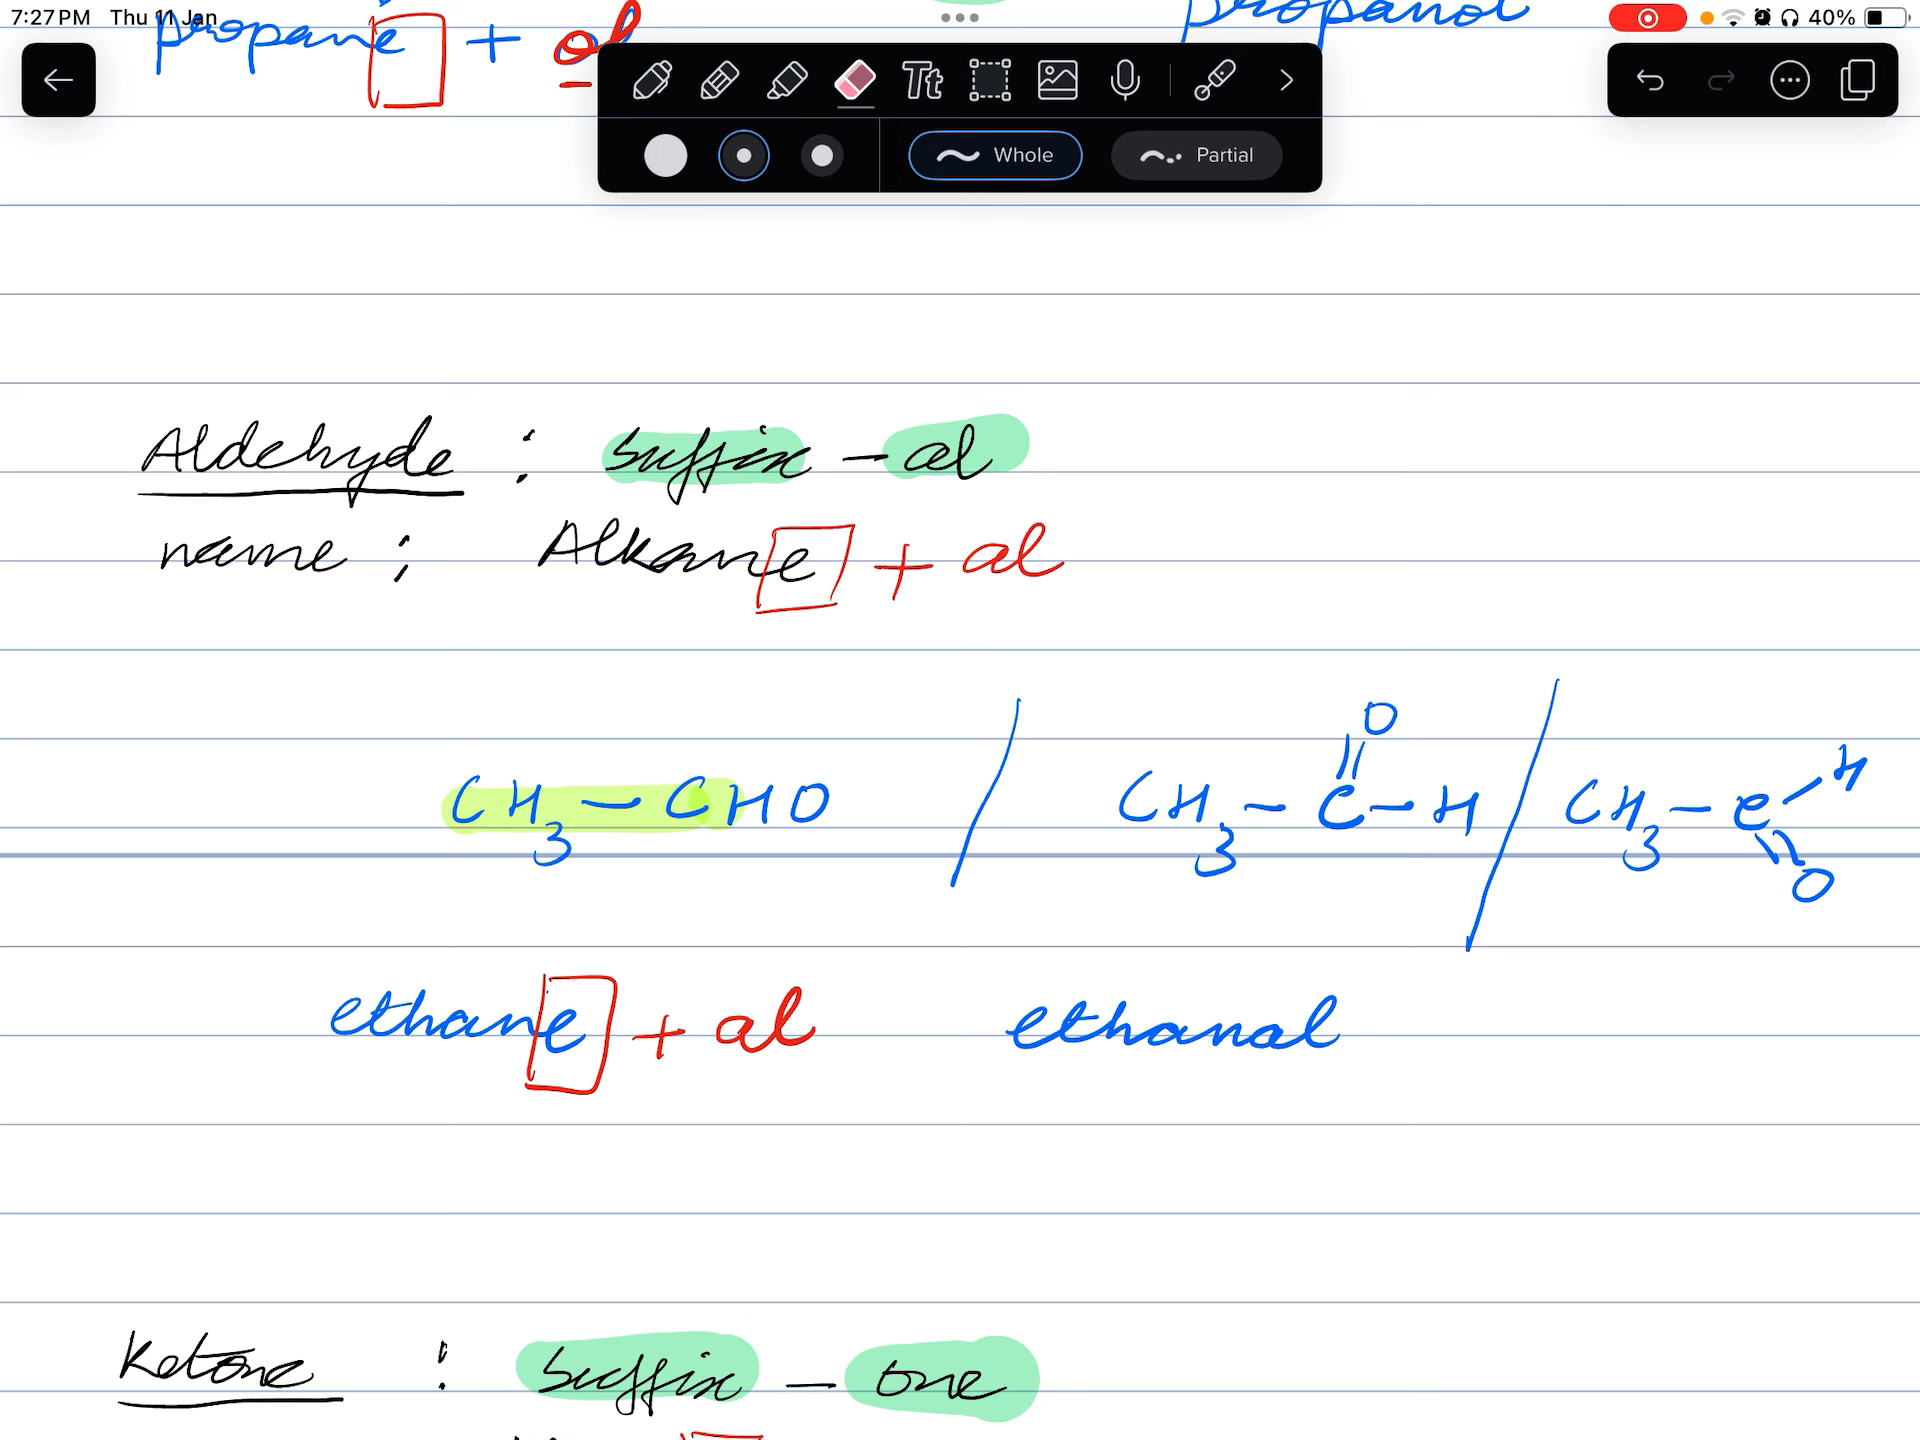 7:27 PM Thu 11 Jan 40%
propane + ol propanol
Tt
Whole Partial
Aldehyde : suffix - al
name : Alkane + al
CH3 - CHO / CH3 - C - H / CH3 - C H
O
O
ethane + al ethanal
Ketone : suffix - one